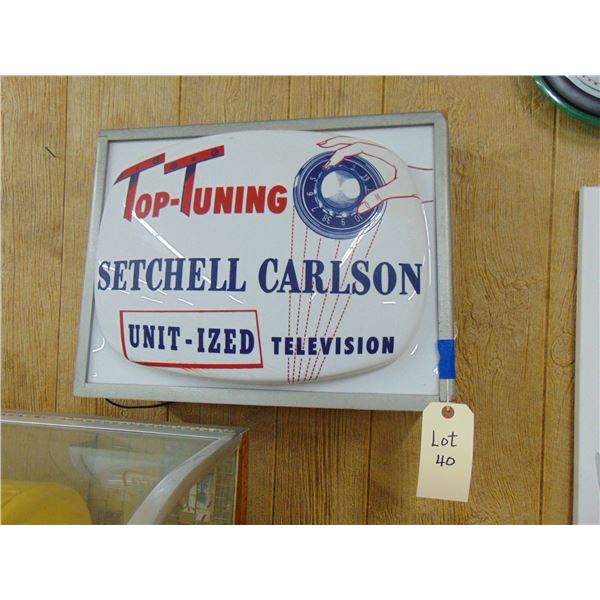 TOP-TUNING
SETCHELL CARLSON
UNIT-IZED TELEVISION
Lot
40